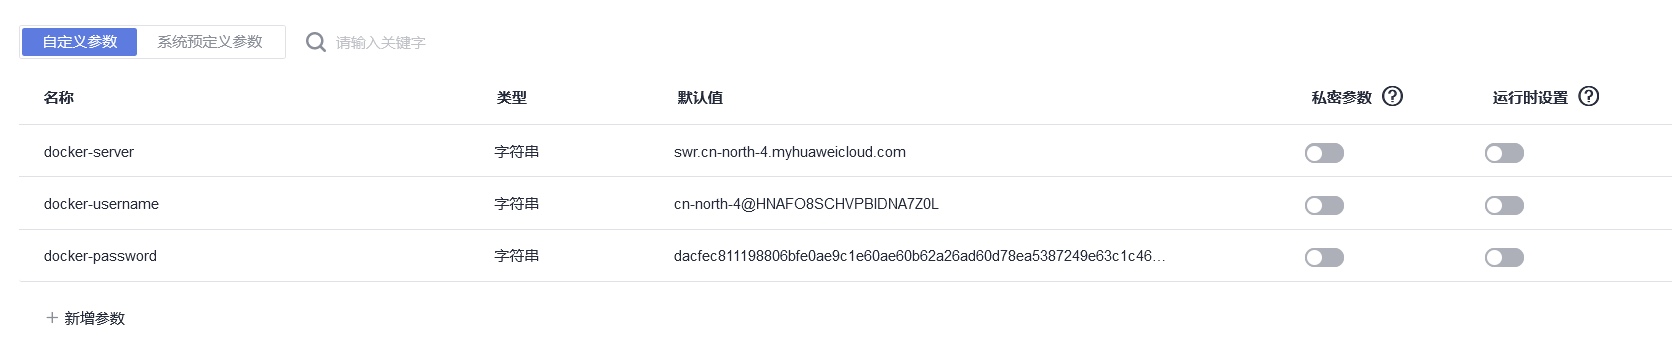 自定义参数 系统预定义参数 请输入关键字
名称 类型 默认值 私密参数 ? 运行时设置 ?
docker-server 字符串 swr.cn-north-4.myhuaweicloud.com
docker-username 字符串 cn-north-4@HNAFO8SCHVPBIDNA7Z0L
docker-password 字符串 dacfec811198806bfe0ae9c1e60ae60b62a26ad60d78ea5387249e63c1c46...
+ 新增参数